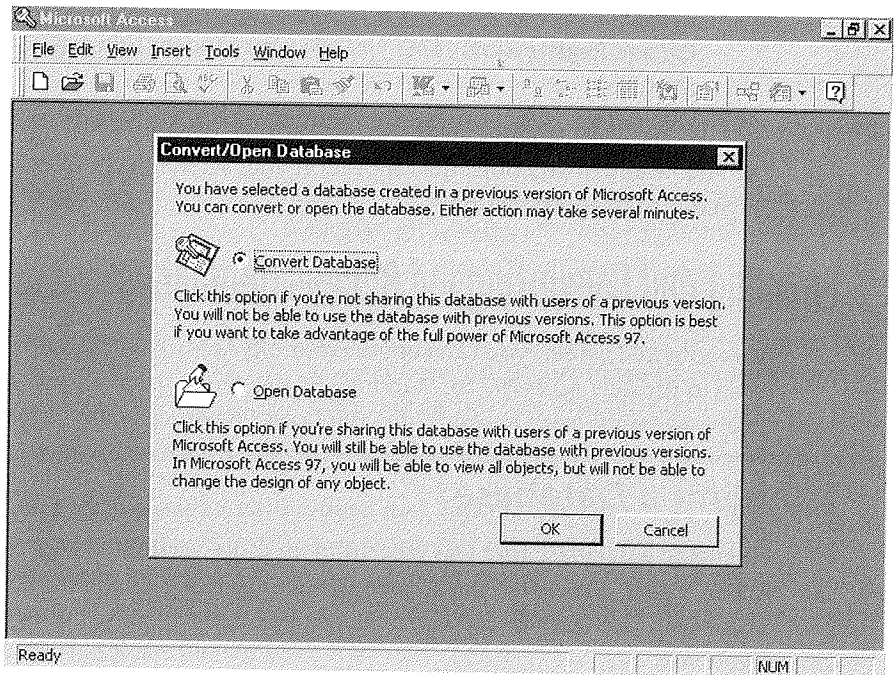 Microsoft Access
File Edit View Insert Tools Window Help
Convert/Open Database
You have selected a database created in a previous version of Microsoft Access.
You can convert or open the database. Either action may take several minutes.
Convert Database
Click this option if you're not sharing this database with users of a previous version.
You will not be able to use the database with previous versions. This option is best
if you want to take advantage of the full power of Microsoft Access 97.
Open Database
Click this option if you're sharing this database with users of a previous version of
Microsoft Access. You will still be able to use the database with previous versions.
In Microsoft Access 97, you will be able to view all objects, but will not be able to
change the design of any object.
OK Cancel
Ready NUM